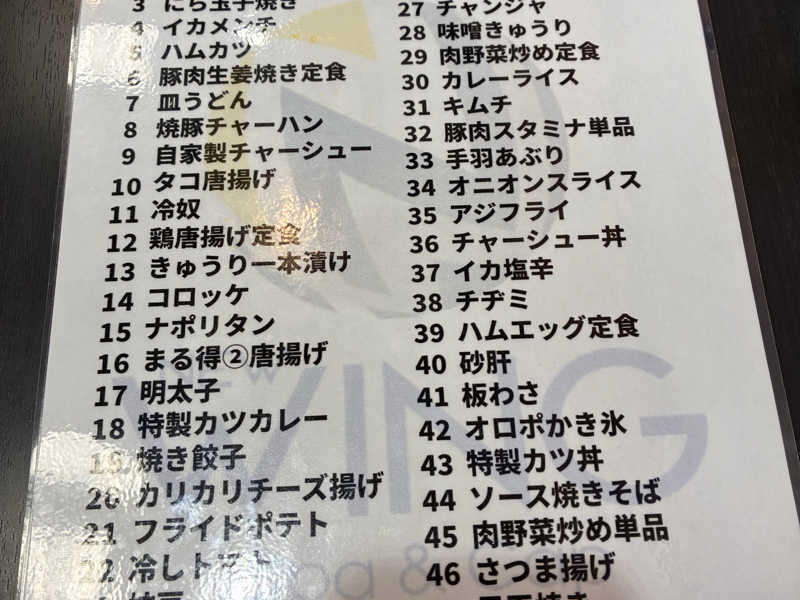 3 にら玉子焼き
4 イカメンチ
5 ハムカツ
6 豚肉生姜焼き定食
7 皿うどん
8 焼豚チャーハン
9 自家製チャーシュー
10 タコ唐揚げ
11 冷奴
12 鶏唐揚げ定食
13 きゅうり一本漬け
14 コロッケ
15 ナポリタン
16 まる得②唐揚げ
17 明太子
18 特製カツカレー
19 焼き餃子
20 カリカリチーズ揚げ
21 フライドポテト
22 冷しトマト
27 チャンジャ
28 味噌きゅうり
29 肉野菜炒め定食
30 カレーライス
31 キムチ
32 豚肉スタミナ単品
33 手羽あぶり
34 オニオンスライス
35 アジフライ
36 チャーシュー丼
37 イカ塩辛
38 チヂミ
39 ハムエッグ定食
40 砂肝
41 板わさ
42 オロポかき氷
43 特製カツ丼
44 ソース焼きそば
45 肉野菜炒め単品
46 さつま揚げ
WING